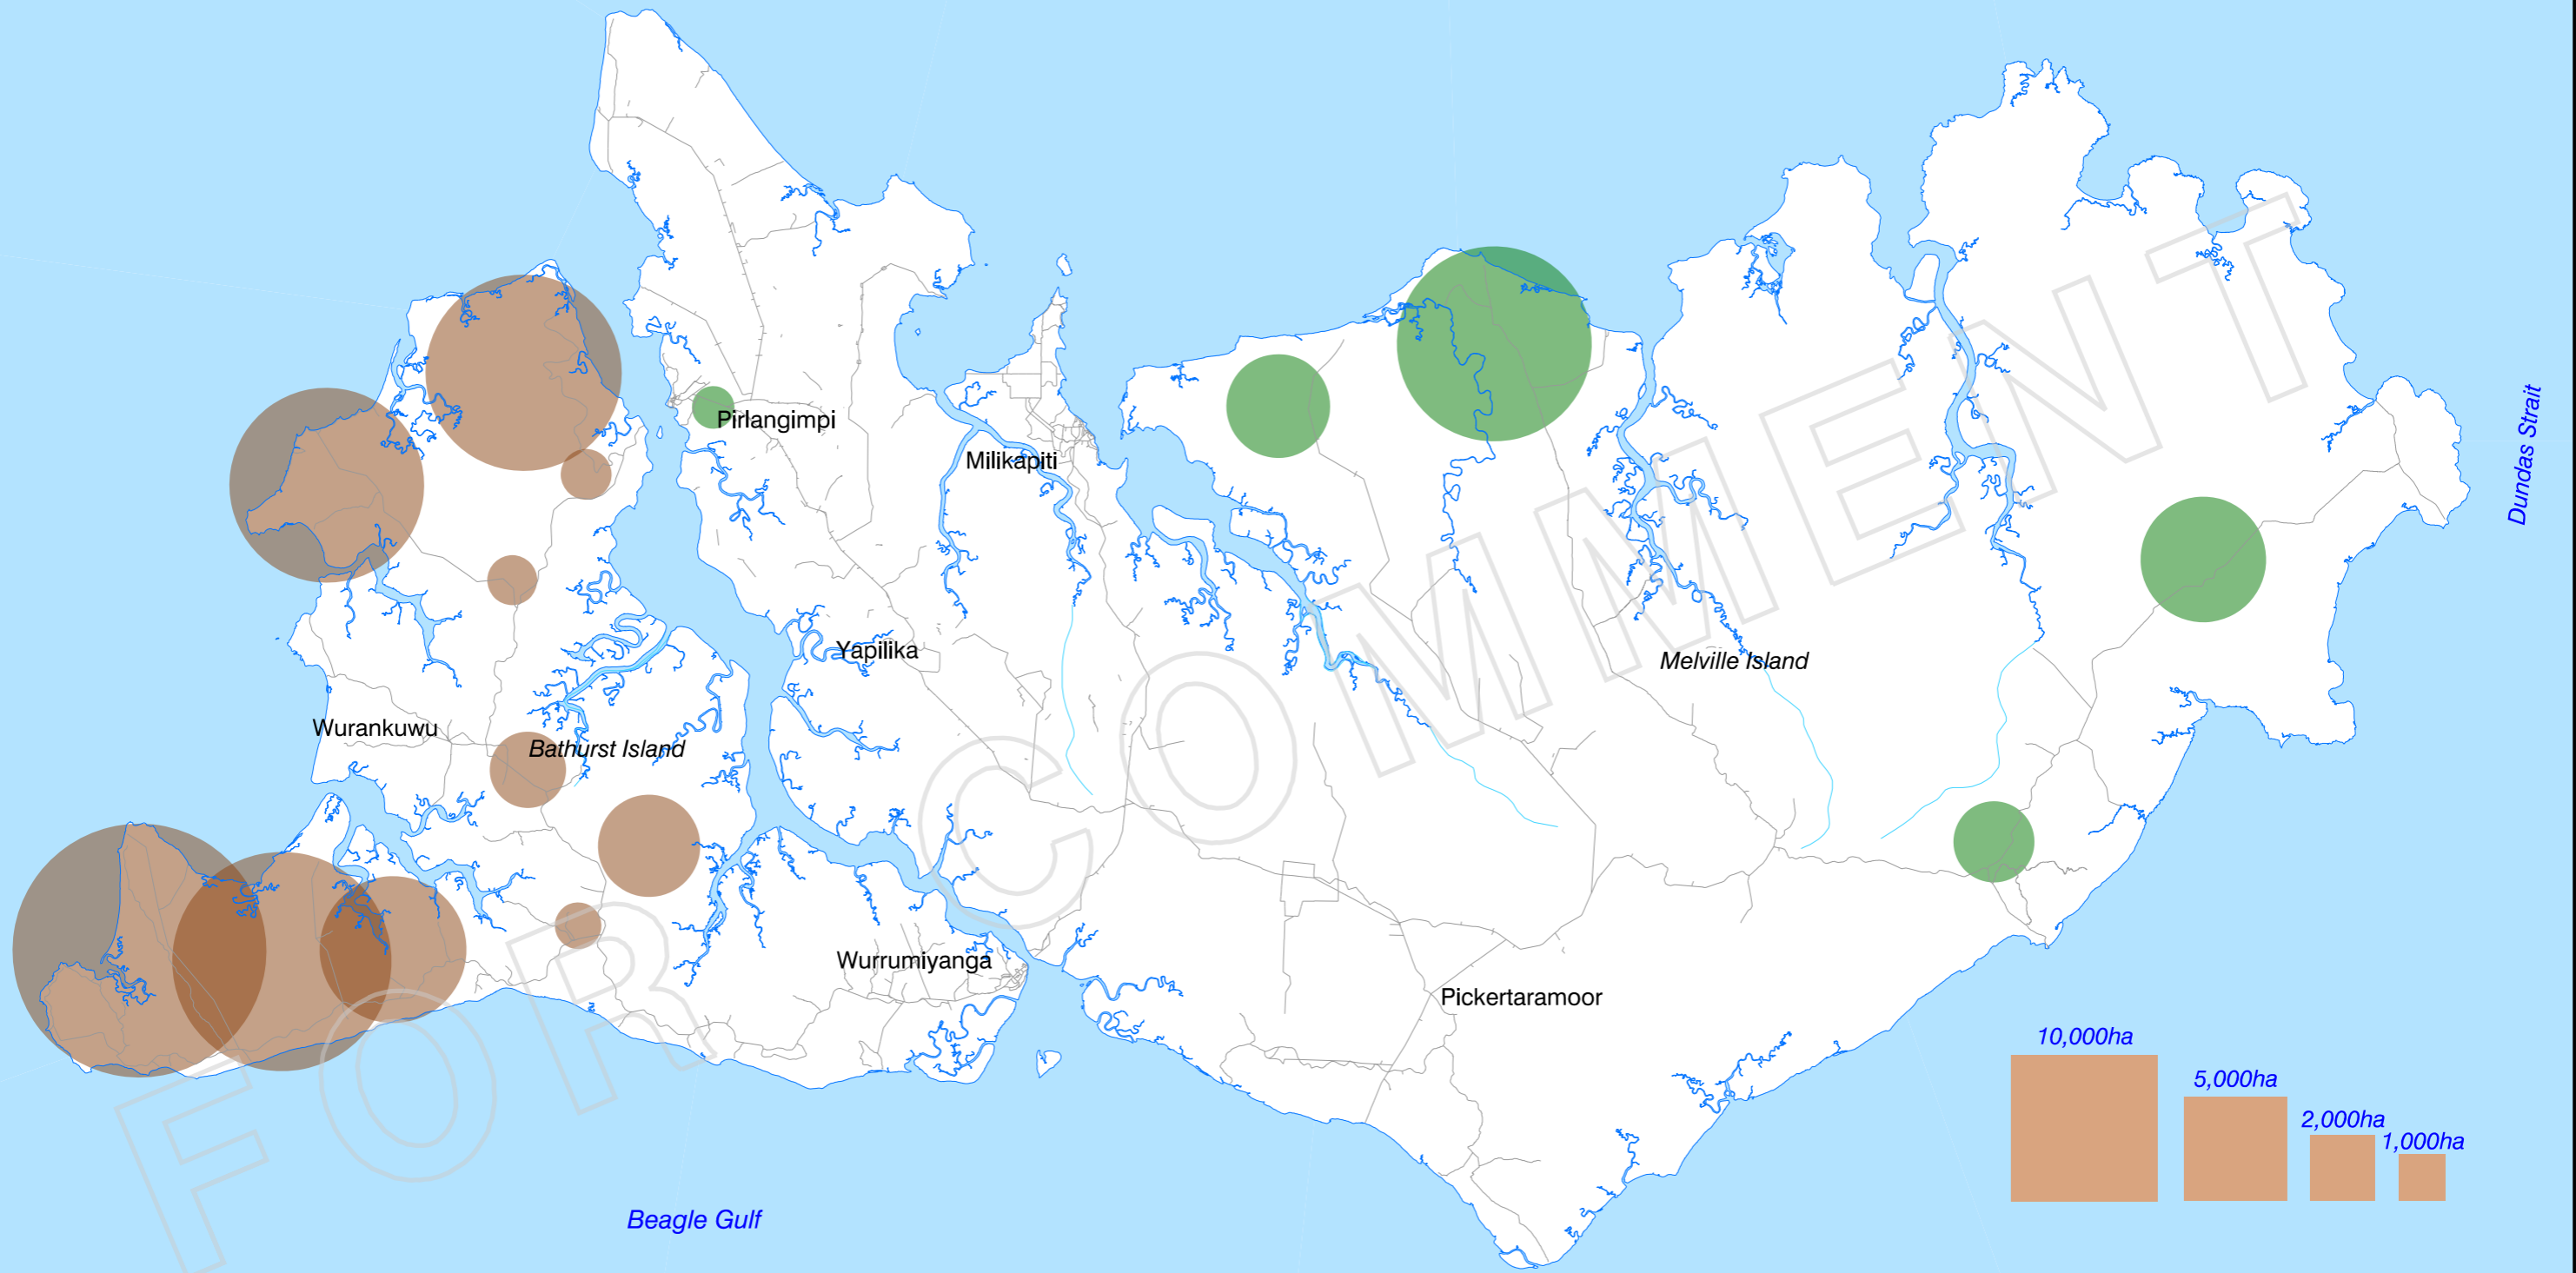 Pirlangimpi
Milikapiti
Dundas Strait
Yapilika
Melville Island
Wurankuwu
Bathurst Island
Wurrumiyanga
Pickertaramoor
FOR COMMENT
10,000ha
5,000ha
2,000ha
1,000ha
Beagle Gulf